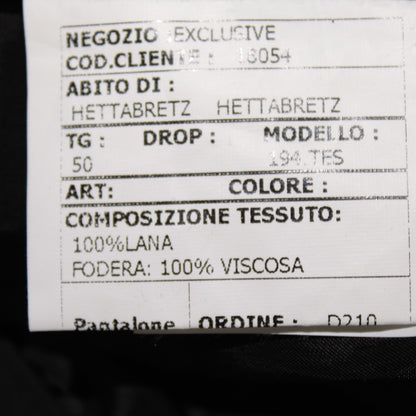 NEGOZIO EXCLUSIVE
COD.CLIENTE : 18054
ABITO DI :
HETTABRETZ HETTABRETZ
TG : DROP : MODELLO :
50 194.TES
ART: COLORE :
COMPOSIZIONE TESSUTO:
100%LANA
FODERA: 100% VISCOSA
Pantalone ORDINE : D210